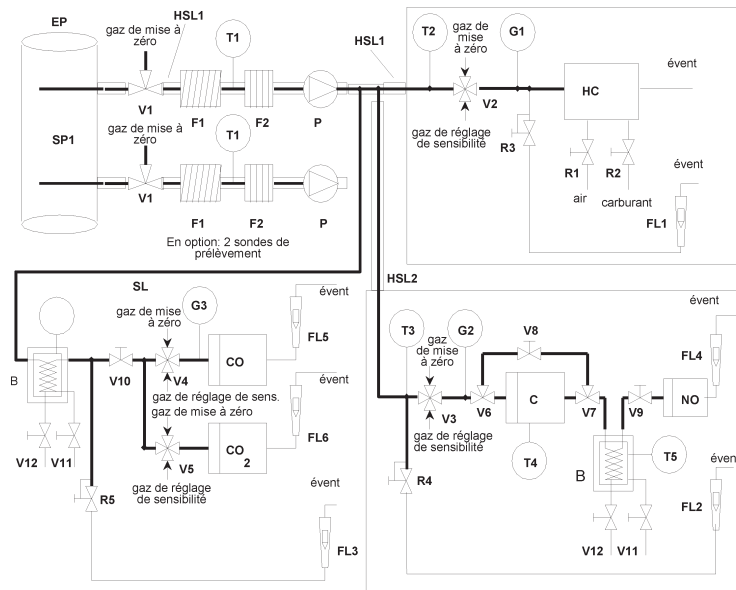 EP
gaz de mise à
zéro
HSL1
T1
V1
F1
F2
P
gaz de mise à
zéro
SP1
T1
V1
F1
F2
P
En option: 2 sondes de
prélèvement
HSL1
T2
gaz de
mise
à zéro
G1
V2
gaz de réglage
de sensibilité
HC
évent
R3
R1
R2
air
carburant
évent
FL1
HSL2
SL
gaz de mise
à zéro
G3
évent
FL5
CO
B
V10
V4
gaz de réglage de sens.
gaz de mise à zéro
évent
FL6
CO
2
V5
V12
V11
gaz de réglage
de sensibilité
R5
évent
FL3
T3
gaz
de mise
à zéro
G2
V8
évent
FL4
V3
V6
C
V7
V9
NO
gaz de réglage
de sensibilité
T4
T5
B
R4
évent
FL2
V12
V11